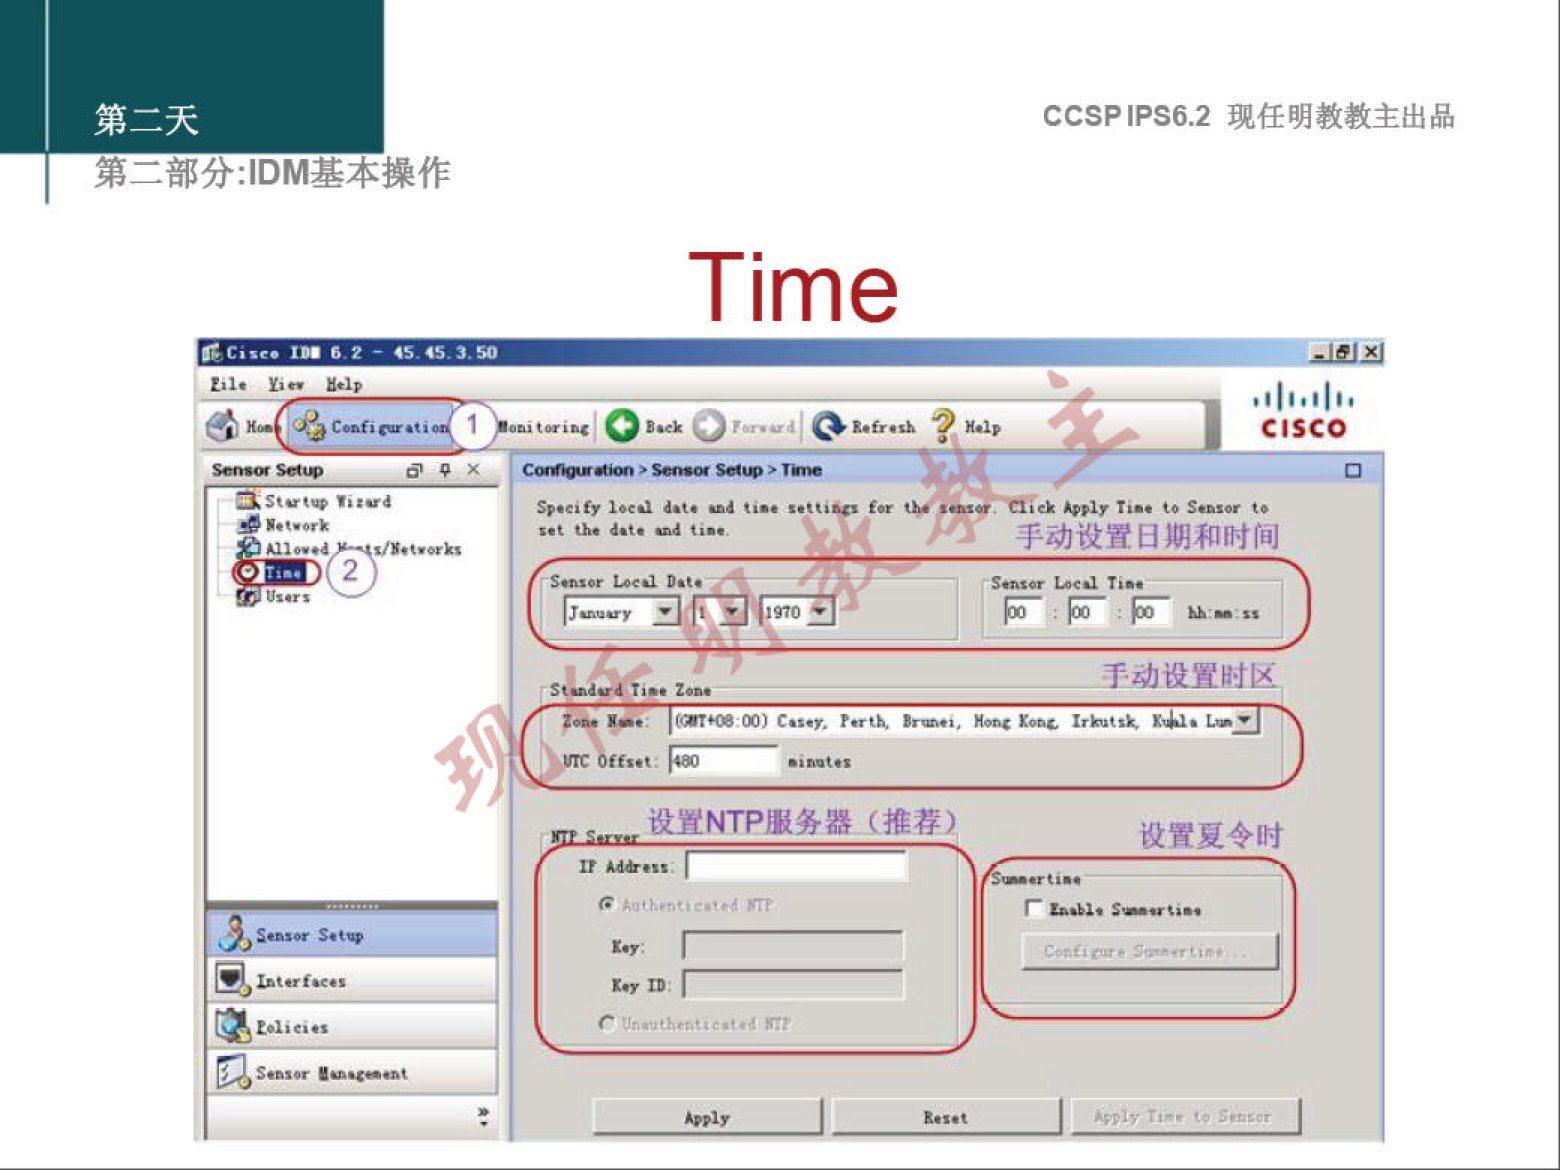 第二天
CCSP IPS6.2 现任明教教主出品
第二部分:IDM基本操作
Time
Cisco IDM 6.2 - 45.45.3.50
File View Help
CISCO
Home Configuration 1 Monitoring Back Forward Refresh Help
Sensor Setup
Configuration > Sensor Setup > Time
Startup Wizard
Network
Allowed Hosts/Networks
Time 2
Users
Specify local date and time settings for the sensor. Click Apply Time to Sensor to
set the date and time.
手动设置日期和时间
Sensor Local Date
January 1 1970
Sensor Local Time
00 : 00 : 00 hh:mm:ss
手动设置时区
Standard Time Zone
Zone Name: (GMT+08:00) Casey, Perth, Brunei, Hong Kong, Irkutsk, Kuala Lum
UTC Offset: 480 minutes
设置NTP服务器（推荐）
NTP Server
IP Address:
Authenticated NTP
Key:
Key ID:
Unauthenticated NTP
设置夏令时
Summertime
Enable Summertime
Configure Summertime...
Sensor Setup
Interfaces
Policies
Sensor Management
Apply Reset Apply Time to Sensor
现任明教教主